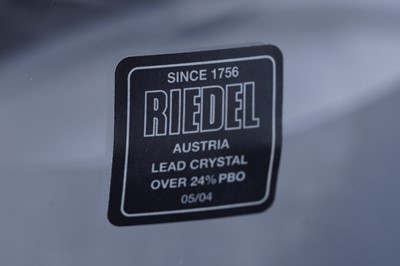 SINCE 1756
RIEDEL
AUSTRIA
LEAD CRYSTAL
OVER 24% PBO
05/04